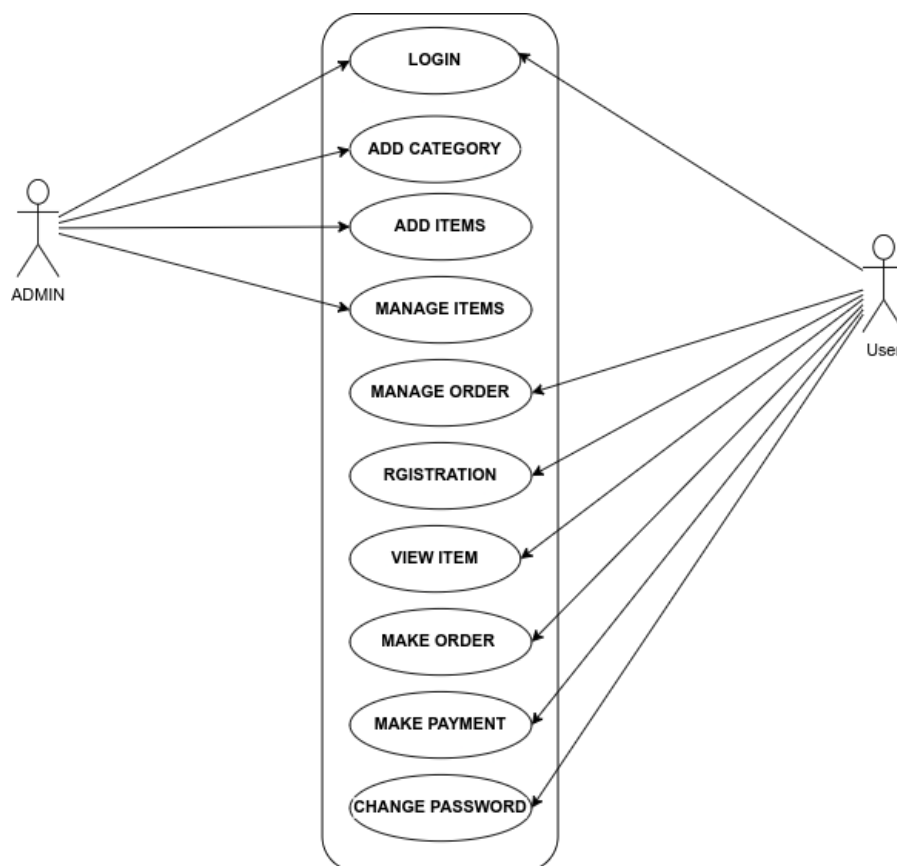 LOGIN
ADD CATEGORY
ADD ITEMS
ADMIN
MANAGE ITEMS
User
MANAGE ORDER
RGISTRATION
VIEW ITEM
MAKE ORDER
MAKE PAYMENT
CHANGE PASSWORD